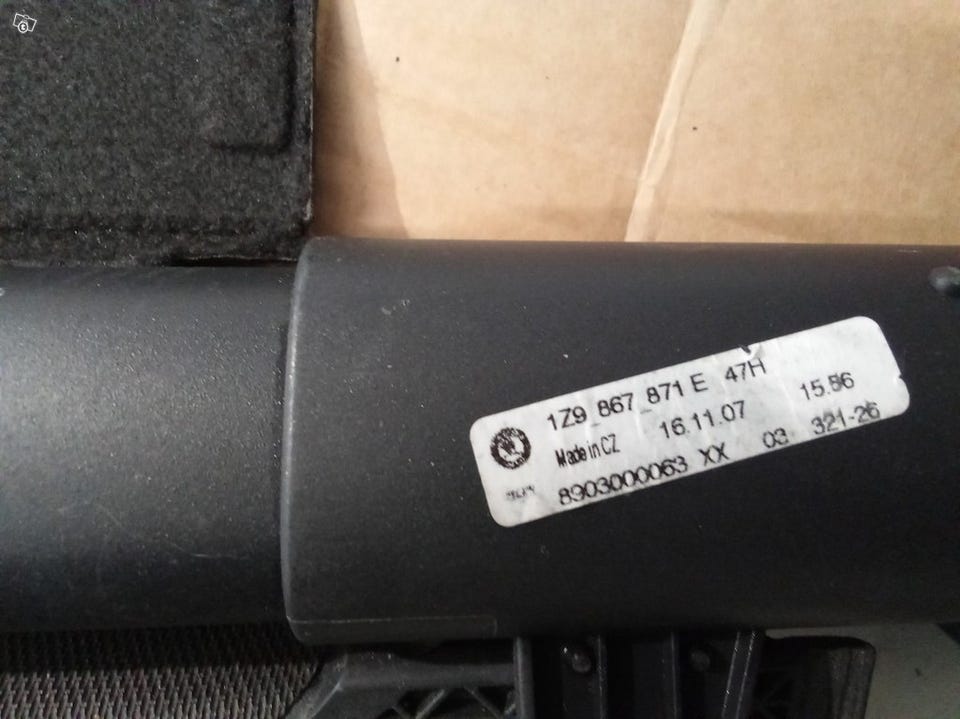 1Z9 867 871 E 47H
Made in CZ 16.11.07 15.56
8903000063 XX 03 321-26